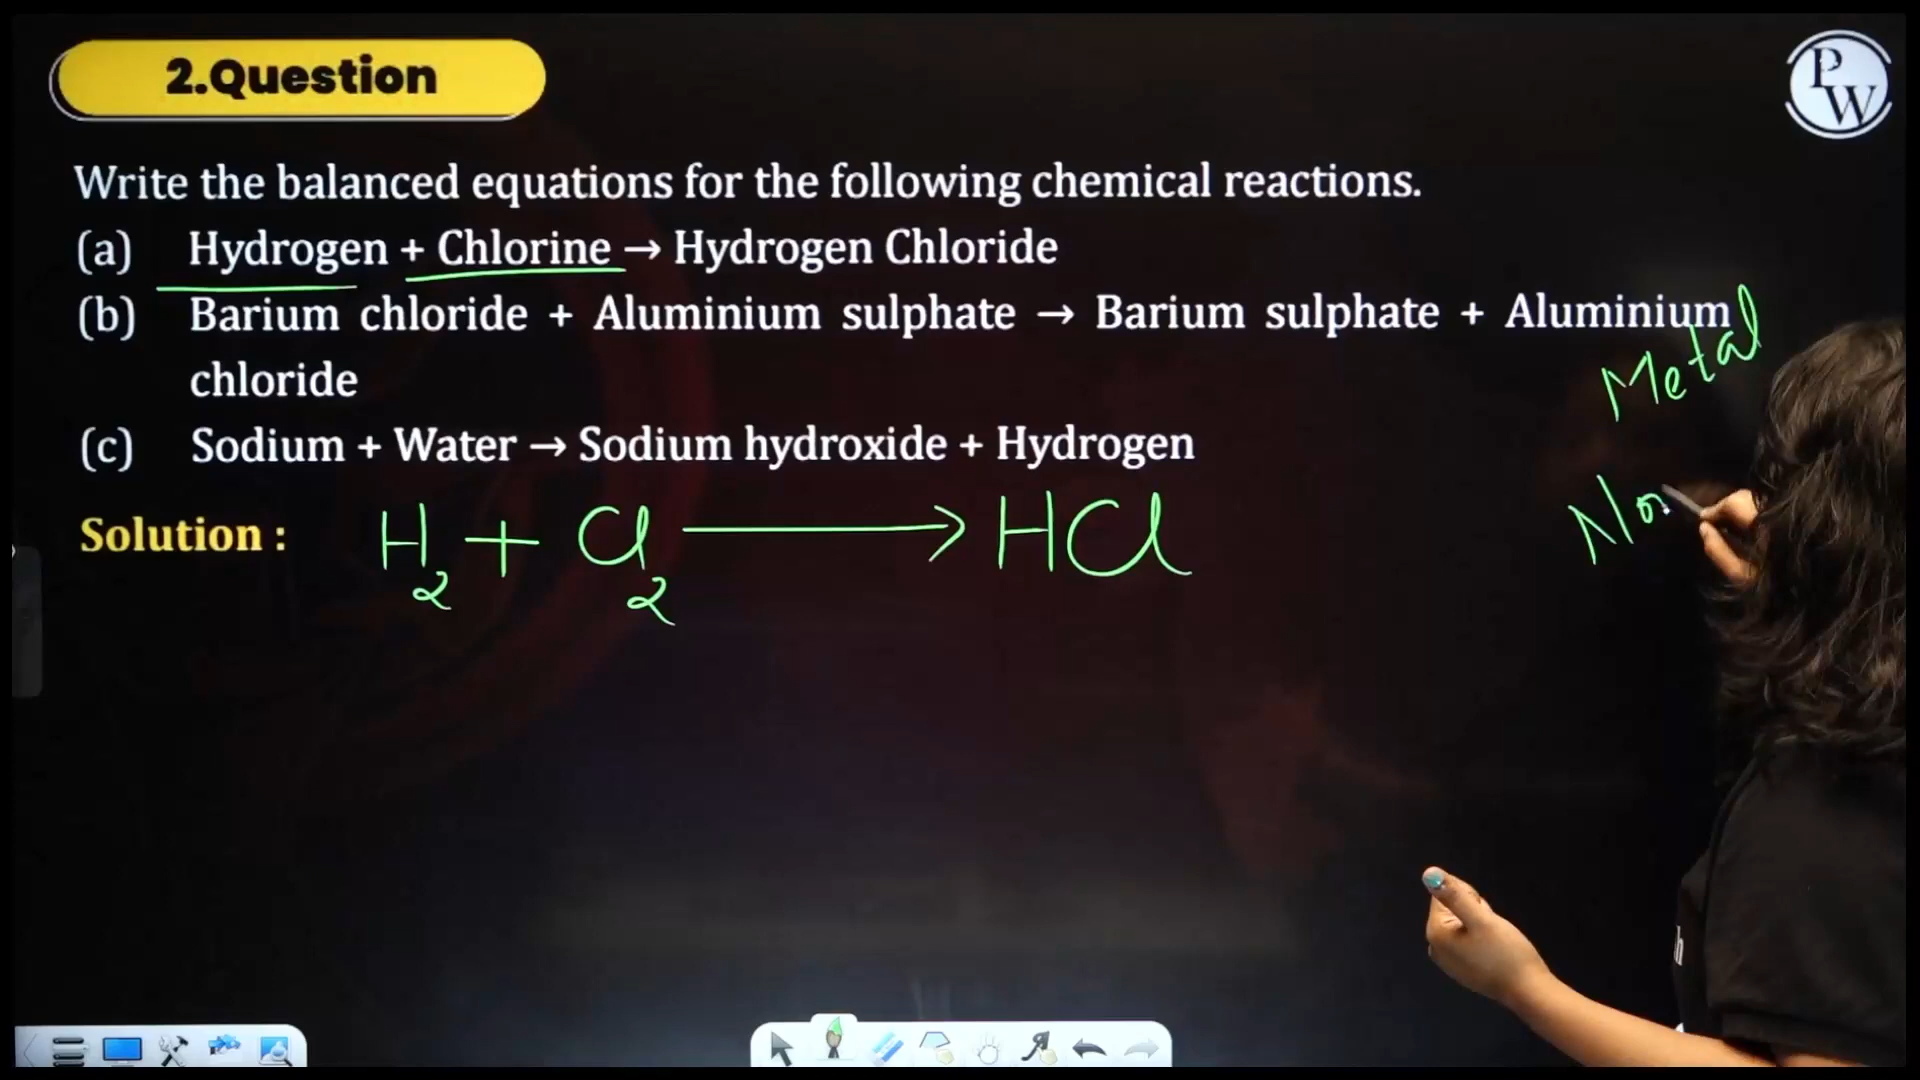 2.Question
PW
Write the balanced equations for the following chemical reactions.
(a) Hydrogen + Chlorine → Hydrogen Chloride
(b) Barium chloride + Aluminium sulphate → Barium sulphate + Aluminium
chloride
Metal
(c) Sodium + Water → Sodium hydroxide + Hydrogen
Non
Solution : H₂ + Cl₂ → HCl
h